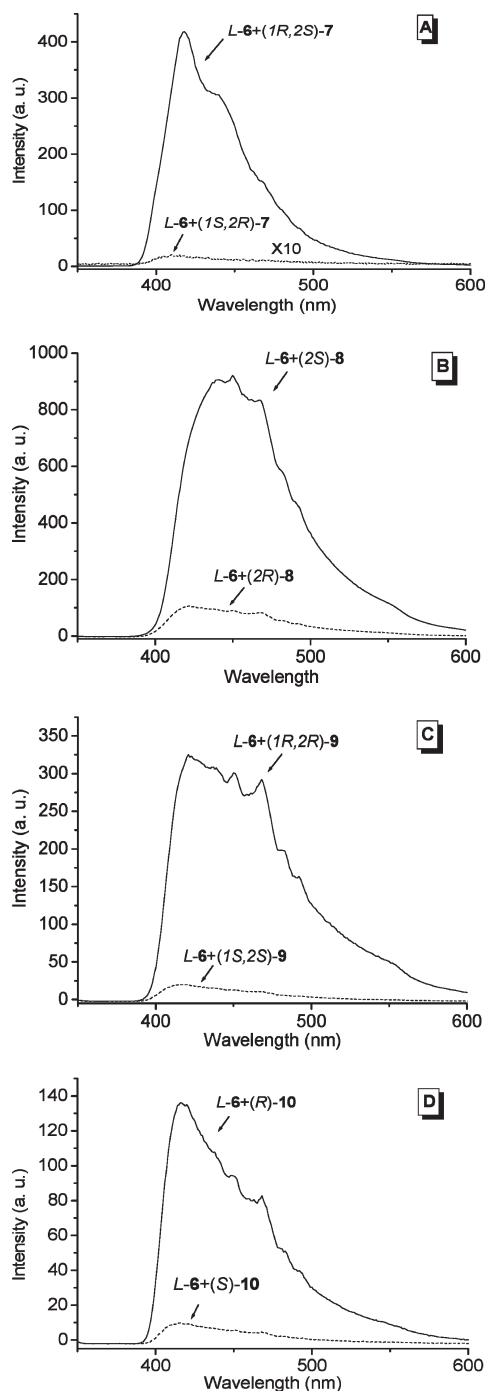 A
L-6+(1R,2S)-7
400
300
200
100
0
L-6+(1S,2R)-7
X10
Intensity (a. u.)
400 500 600
Wavelength (nm)
B
L-6+(2S)-8
1000
800
600
400
200
0
L-6+(2R)-8
Intensity (a. u.)
400 500 600
Wavelength
C
L-6+(1R,2R)-9
350
300
250
200
150
100
50
0
L-6+(1S,2S)-9
Intensity (a. u.)
400 500 600
Wavelength (nm)
D
L-6+(R)-10
140
120
100
80
60
40
20
0
L-6+(S)-10
Intensity (a. u.)
400 500 600
Wavelength (nm)